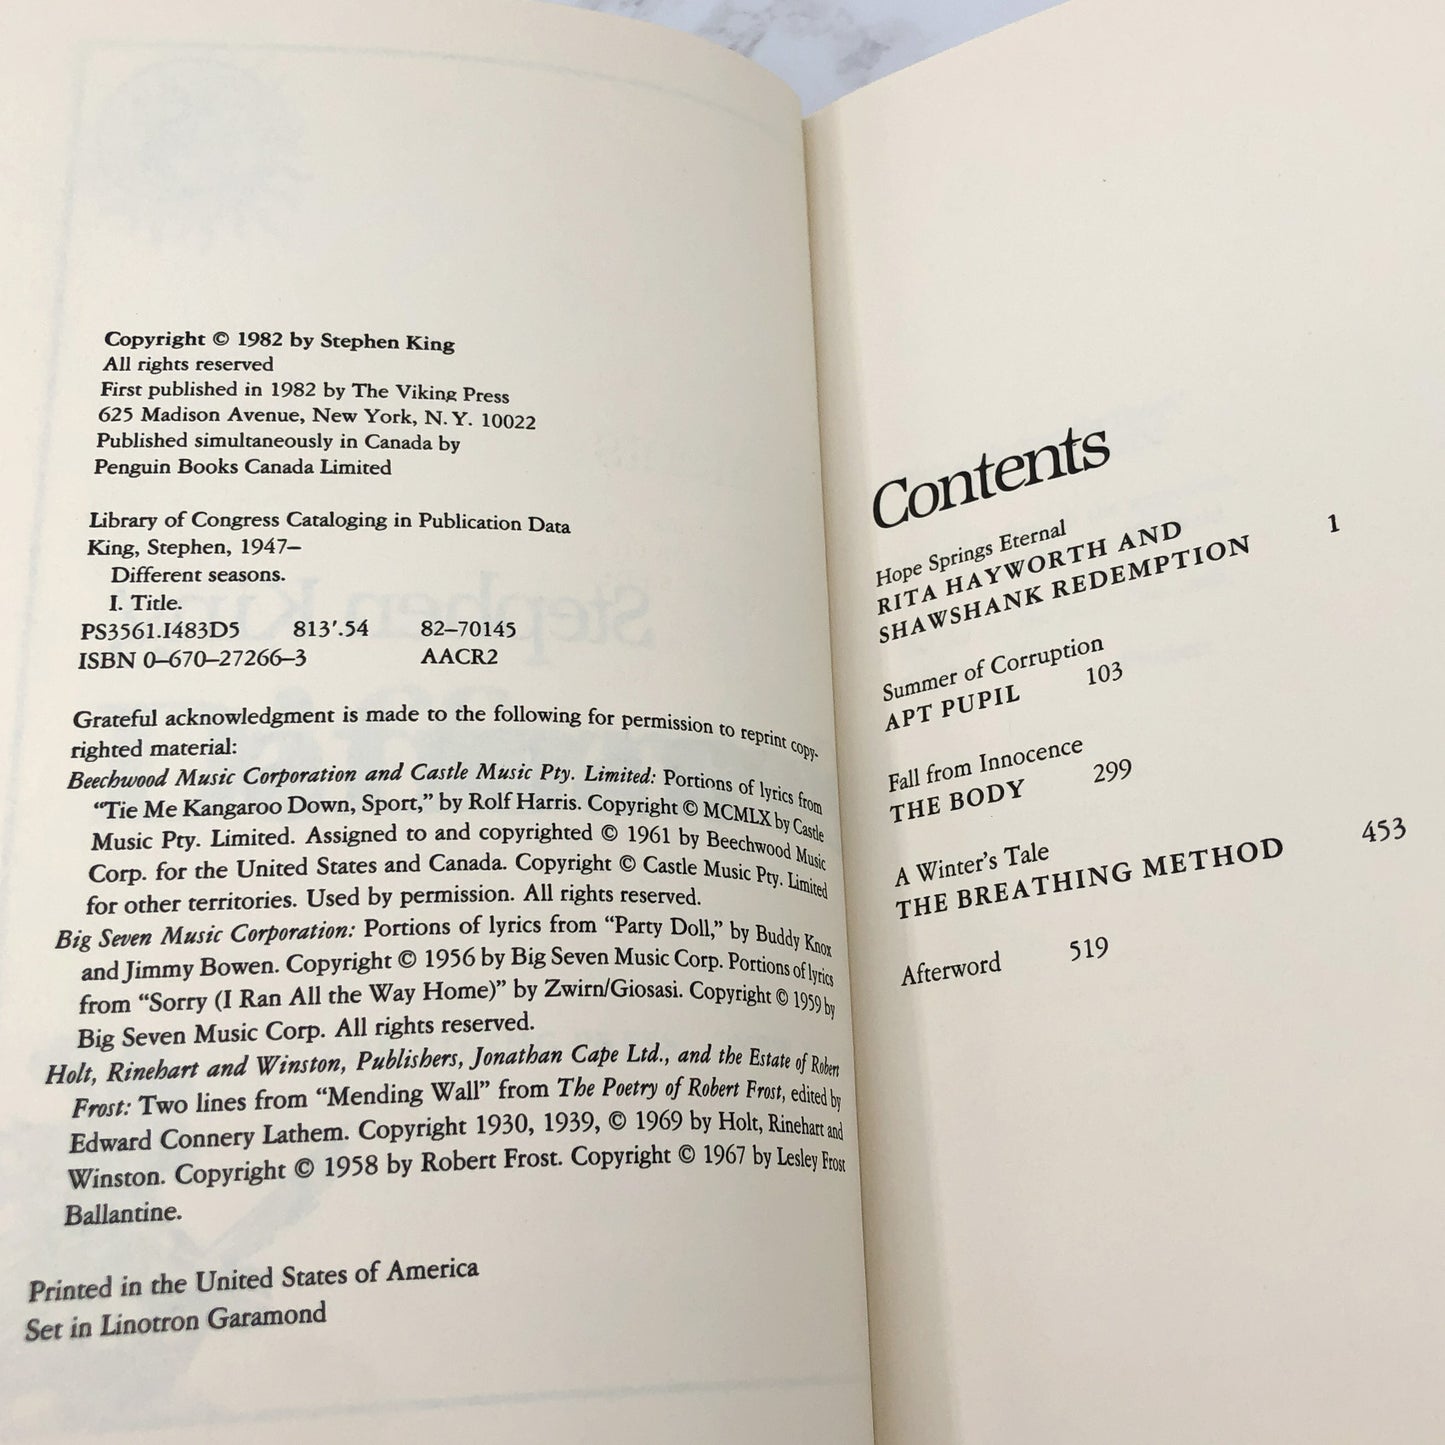 Copyright © 1982 by Stephen King
All rights reserved
First published in 1982 by The Viking Press
625 Madison Avenue, New York, N.Y. 10022
Published simultaneously in Canada by
Penguin Books Canada Limited
Library of Congress Cataloging in Publication Data
King, Stephen, 1947–
Different seasons.
I. Title.
PS3561.I483D5 813′.54 82–70145
ISBN 0–670–27266–3 AACR2
Grateful acknowledgment is made to the following for permission to reprint copy-
righted material:
Beechwood Music Corporation and Castle Music Pty. Limited: Portions of lyrics from
“Tie Me Kangaroo Down, Sport,” by Rolf Harris. Copyright © MCMLX by Castle
Music Pty. Limited. Assigned to and copyrighted © 1961 by Beechwood Music
Corp. for the United States and Canada. Copyright © Castle Music Pty. Limited
for other territories. Used by permission. All rights reserved.
Big Seven Music Corporation: Portions of lyrics from “Party Doll,” by Buddy Knox
and Jimmy Bowen. Copyright © 1956 by Big Seven Music Corp. Portions of lyrics
from “Sorry (I Ran All the Way Home)” by Zwirn/Giosasi. Copyright © 1959 by
Big Seven Music Corp. All rights reserved.
Holt, Rinehart and Winston, Publishers, Jonathan Cape Ltd., and the Estate of Robert
Frost: Two lines from “Mending Wall” from The Poetry of Robert Frost, edited by
Edward Connery Lathem. Copyright 1930, 1939, © 1969 by Holt, Rinehart and
Winston. Copyright © 1958 by Robert Frost. Copyright © 1967 by Lesley Frost
Ballantine.
Printed in the United States of America
Set in Linotron Garamond
Contents
Hope Springs Eternal
RITA HAYWORTH AND
SHAWSHANK REDEMPTION 1
Summer of Corruption
APT PUPIL 103
Fall from Innocence
THE BODY 299
A Winter’s Tale
THE BREATHING METHOD 453
Afterword 519